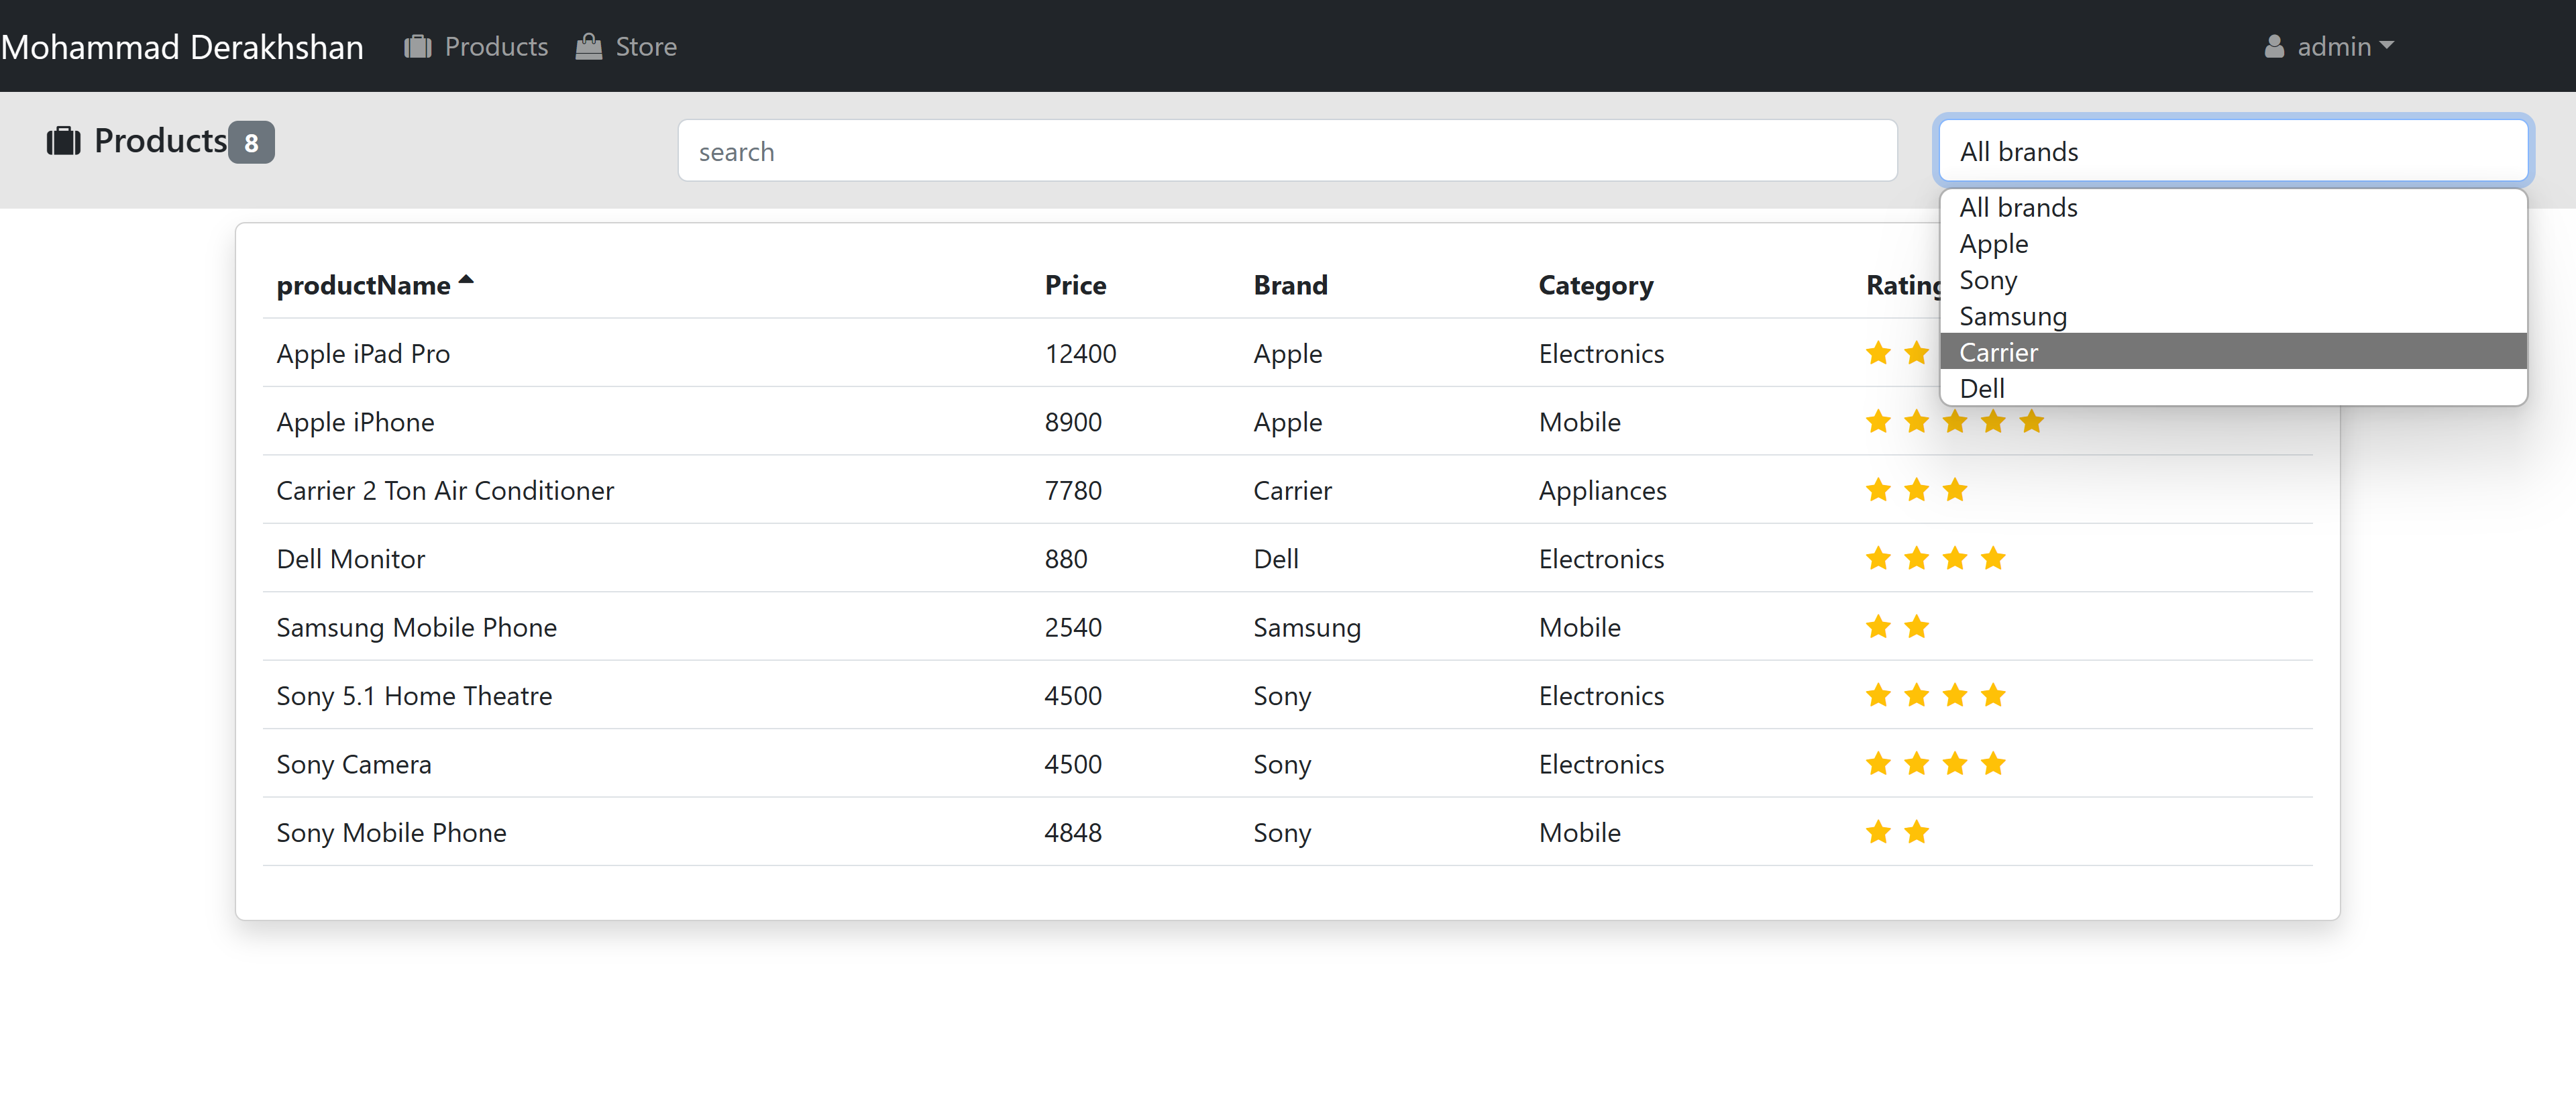 Mohammad Derakhshan Products Store admin
Products 8 search All brands
All brands
Apple
Sony
Samsung
Carrier
Dell
productName Price Brand Category Rating
Apple iPad Pro 12400 Apple Electronics
Apple iPhone 8900 Apple Mobile
Carrier 2 Ton Air Conditioner 7780 Carrier Appliances
Dell Monitor 880 Dell Electronics
Samsung Mobile Phone 2540 Samsung Mobile
Sony 5.1 Home Theatre 4500 Sony Electronics
Sony Camera 4500 Sony Electronics
Sony Mobile Phone 4848 Sony Mobile